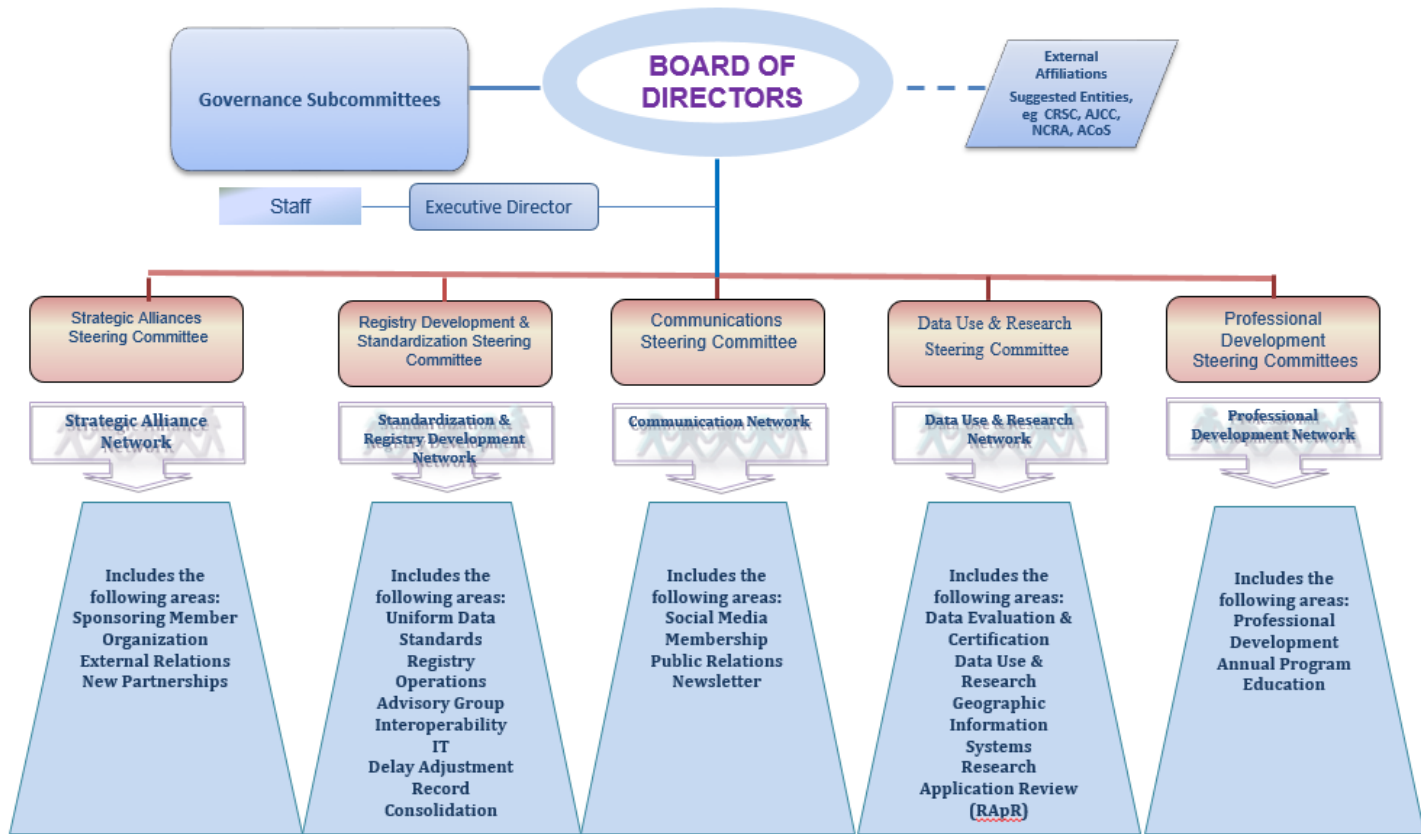 BOARD OF
DIRECTORS
Governance Subcommittees
External
Affiliations
Suggested Entities,
eg CRSC, AJCC,
NCRA, ACoS
Staff
Executive Director
Strategic Alliances
Steering Committee
Registry Development &
Standardization Steering
Committee
Communications
Steering Committee
Data Use & Research
Steering Committee
Professional
Development
Steering Committees
Strategic Alliance
Network
Standardization &
Registry Development
Network
Communication Network
Data Use & Research
Network
Professional
Development Network
Includes the
following areas:
Sponsoring Member
Organization
External Relations
New Partnerships
Includes the
following areas:
Uniform Data
Standards
Registry
Operations
Advisory Group
Interoperability
IT
Delay Adjustment
Record
Consolidation
Includes the
following areas:
Social Media
Membership
Public Relations
Newsletter
Includes the
following areas:
Data Evaluation &
Certification
Data Use &
Research
Geographic
Information
Systems
Research
Application Review
(RApR)
Includes the
following areas:
Professional
Development
Annual Program
Education